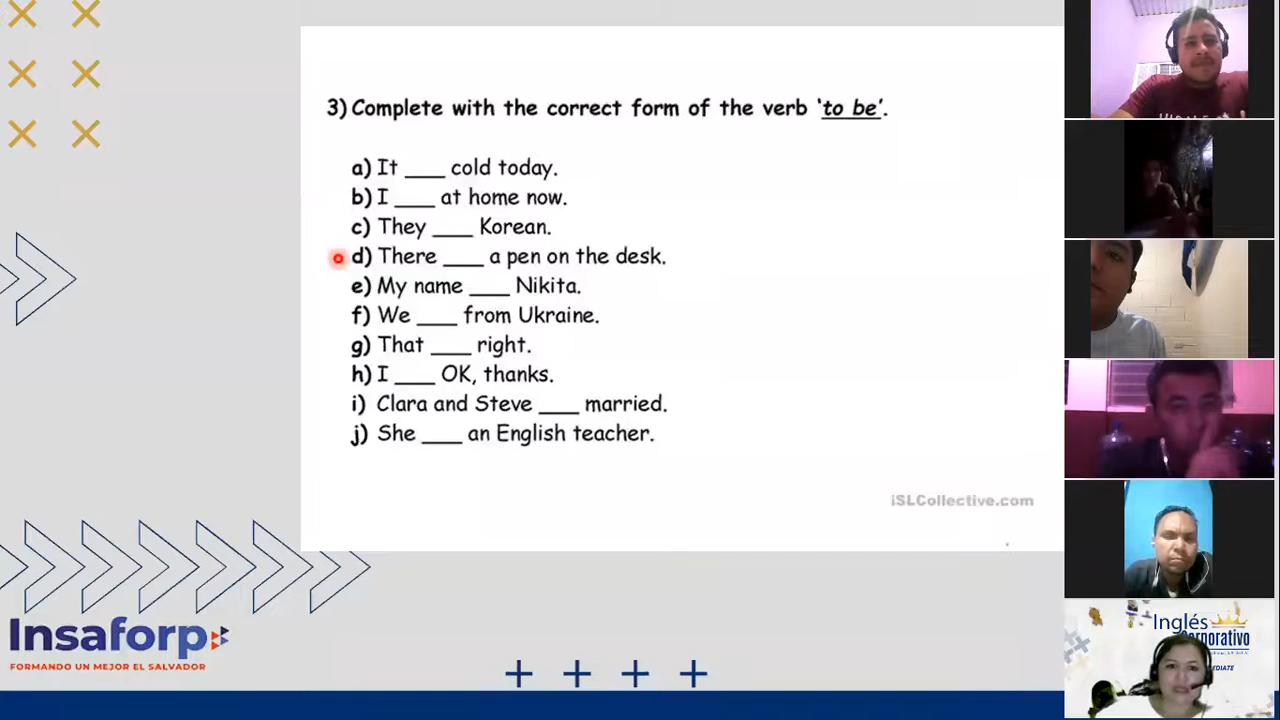 3) Complete with the correct form of the verb ‘to be’.
a) It ___ cold today.
b) I ___ at home now.
c) They ___ Korean.
d) There ___ a pen on the desk.
e) My name ___ Nikita.
f) We ___ from Ukraine.
g) That ___ right.
h) I ___ OK, thanks.
i) Clara and Steve ___ married.
j) She ___ an English teacher.
iSLCollective.com
Insaforp
FORMANDO UN MEJOR EL SALVADOR
Inglés
Corporativo